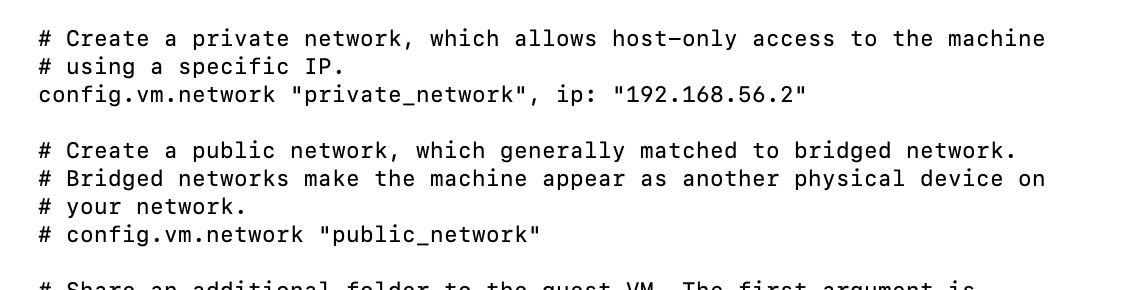 # Create a private network, which allows host-only access to the machine
# using a specific IP.
config.vm.network "private_network", ip: "192.168.56.2"
# Create a public network, which generally matched to bridged network.
# Bridged networks make the machine appear as another physical device on
# your network.
# config.vm.network "public_network"
# Share an additional folder to the guest VM. The first argument is